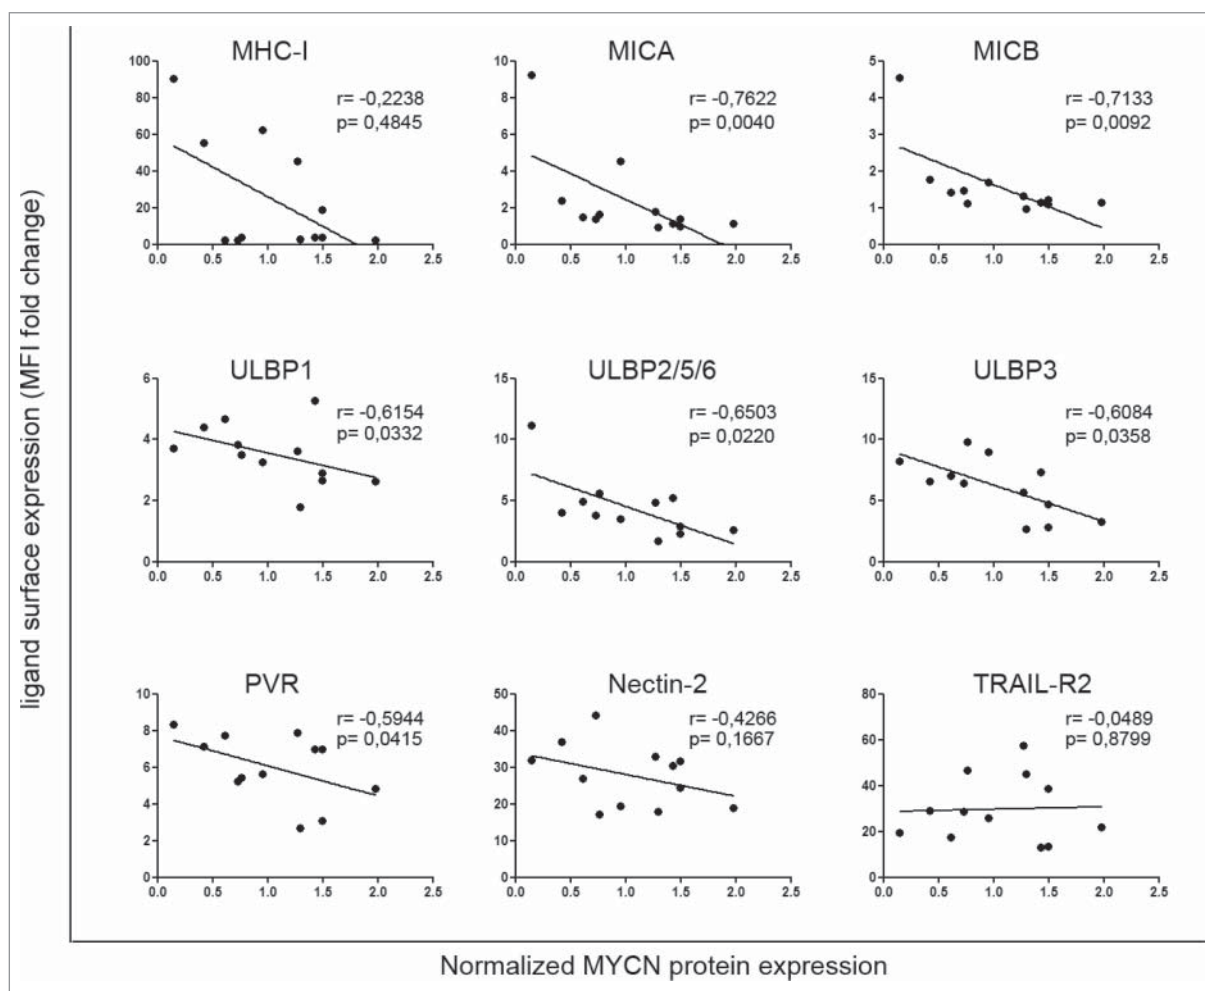 MHC-I
100
80
60
40
20
0
r= -0,2238
p= 0,4845
0.0 0.5 1.0 1.5 2.0 2.5
MICA
10
8
6
4
2
0
r= -0,7622
p= 0,0040
0.0 0.5 1.0 1.5 2.0 2.5
MICB
5
4
3
2
1
0
r= -0,7133
p= 0,0092
0.0 0.5 1.0 1.5 2.0 2.5
ligand surface expression (MFI fold change)
ULBP1
6
4
2
0
r= -0,6154
p= 0,0332
0.0 0.5 1.0 1.5 2.0 2.5
ULBP2/5/6
15
10
5
0
r= -0,6503
p= 0,0220
0.0 0.5 1.0 1.5 2.0 2.5
ULBP3
15
10
5
0
r= -0,6084
p= 0,0358
0.0 0.5 1.0 1.5 2.0 2.5
PVR
10
8
6
4
2
0
r= -0,5944
p= 0,0415
0.0 0.5 1.0 1.5 2.0 2.5
Nectin-2
50
40
30
20
10
0
r= -0,4266
p= 0,1667
0.0 0.5 1.0 1.5 2.0 2.5
TRAIL-R2
80
60
40
20
0
r= -0,0489
p= 0,8799
0.0 0.5 1.0 1.5 2.0 2.5
Normalized MYCN protein expression